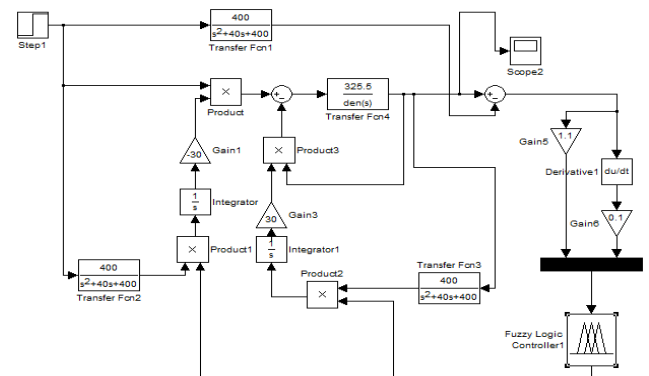 400
s²+40s+400
Transfer Fcn1
Step1
Scope2
×
Product
+
−
325.5
den(s)
Transfer Fcn4
+
−
-30
Gain1
×
Product3
1.1
Gain5
Derivative1
du/dt
1
s
Integrator
30
Gain3
0.1
Gain6
×
Product1
1
s
Integrator1
400
s²+40s+400
Transfer Fcn2
Product2
×
Transfer Fcn3
400
s²+40s+400
Fuzzy Logic
Controller1